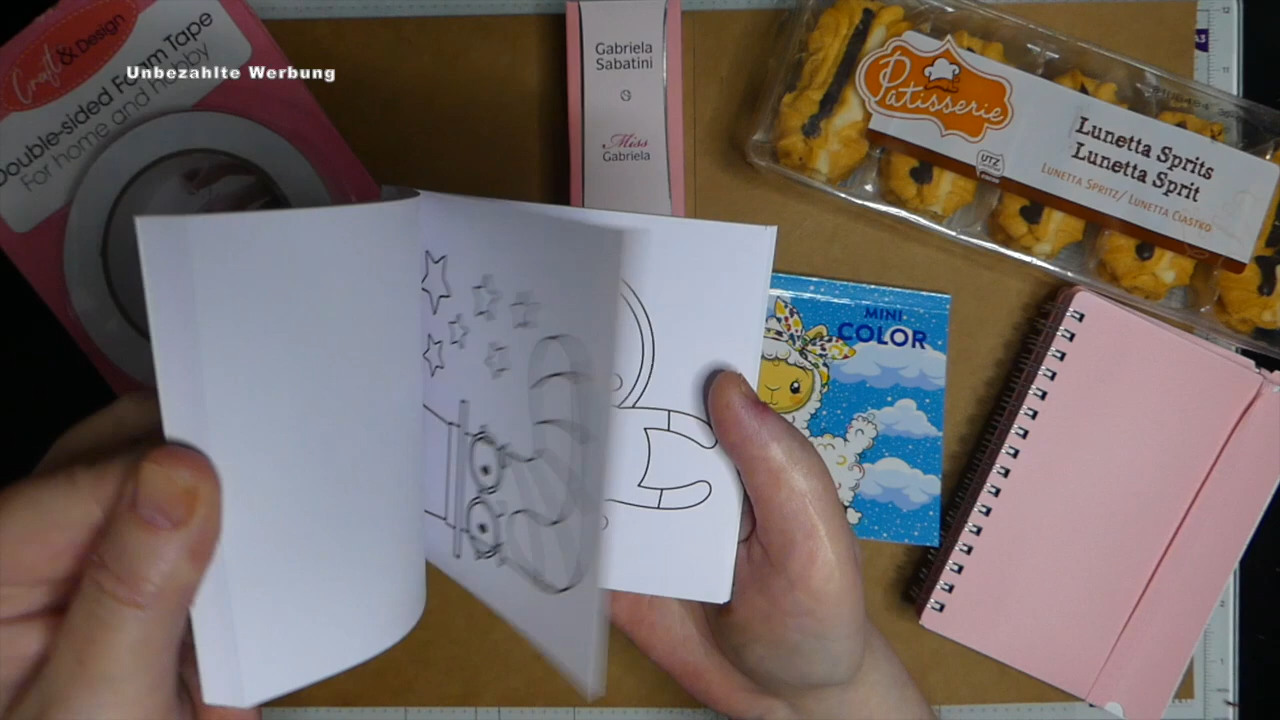 Unbezahlte Werbung
Craft & Design
Double-sided Foam Tape
For home and hobby
Gabriela
Sabatini
Miss
Gabriela
Patisserie
UTZ
Lunetta Sprits
Lunetta Sprit
LUNETTA SPRITZ/ LUNETTA CIASTKO
MINI
COLOR